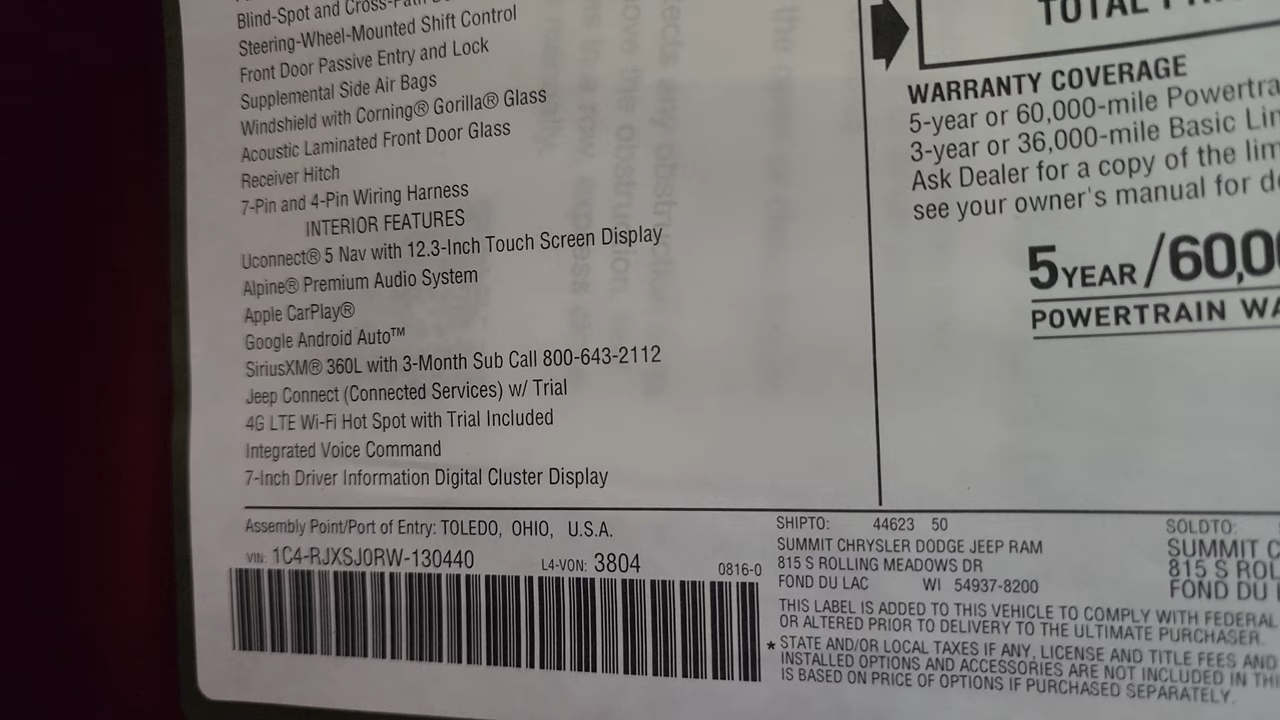 Blind-Spot and Cross-Path
Steering-Wheel-Mounted Shift Control
Front Door Passive Entry and Lock
Supplemental Side Air Bags
Windshield with Corning® Gorilla® Glass
Acoustic Laminated Front Door Glass
Receiver Hitch
7-Pin and 4-Pin Wiring Harness
INTERIOR FEATURES
Uconnect® 5 Nav with 12.3-Inch Touch Screen Display
Alpine® Premium Audio System
Apple CarPlay®
Google Android Auto™
SiriusXM® 360L with 3-Month Sub Call 800-643-2112
Jeep Connect (Connected Services) w/ Trial
4G LTE Wi-Fi Hot Spot with Trial Included
Integrated Voice Command
7-Inch Driver Information Digital Cluster Display
Assembly Point/Port of Entry: TOLEDO, OHIO, U.S.A.
VIN: 1C4-RJXSJ0RW-130440
L4-VON: 3804
0816-0
TOTAL
WARRANTY COVERAGE
5-year or 60,000-mile Powertra
3-year or 36,000-mile Basic Lim
Ask Dealer for a copy of the lim
see your owner's manual for de
5 YEAR/60,00
POWERTRAIN WA
SHIPTO: 44623 50
SUMMIT CHRYSLER DODGE JEEP RAM
815 S ROLLING MEADOWS DR
FOND DU LAC WI 54937-8200
SOLDTO:
SUMMIT C
815 S ROL
FOND DU
THIS LABEL IS ADDED TO THIS VEHICLE TO COMPLY WITH FEDERAL
OR ALTERED PRIOR TO DELIVERY TO THE ULTIMATE PURCHASER.
* STATE AND/OR LOCAL TAXES IF ANY, LICENSE AND TITLE FEES AND
INSTALLED OPTIONS AND ACCESSORIES ARE NOT INCLUDED IN THI
IS BASED ON PRICE OF OPTIONS IF PURCHASED SEPARATELY.